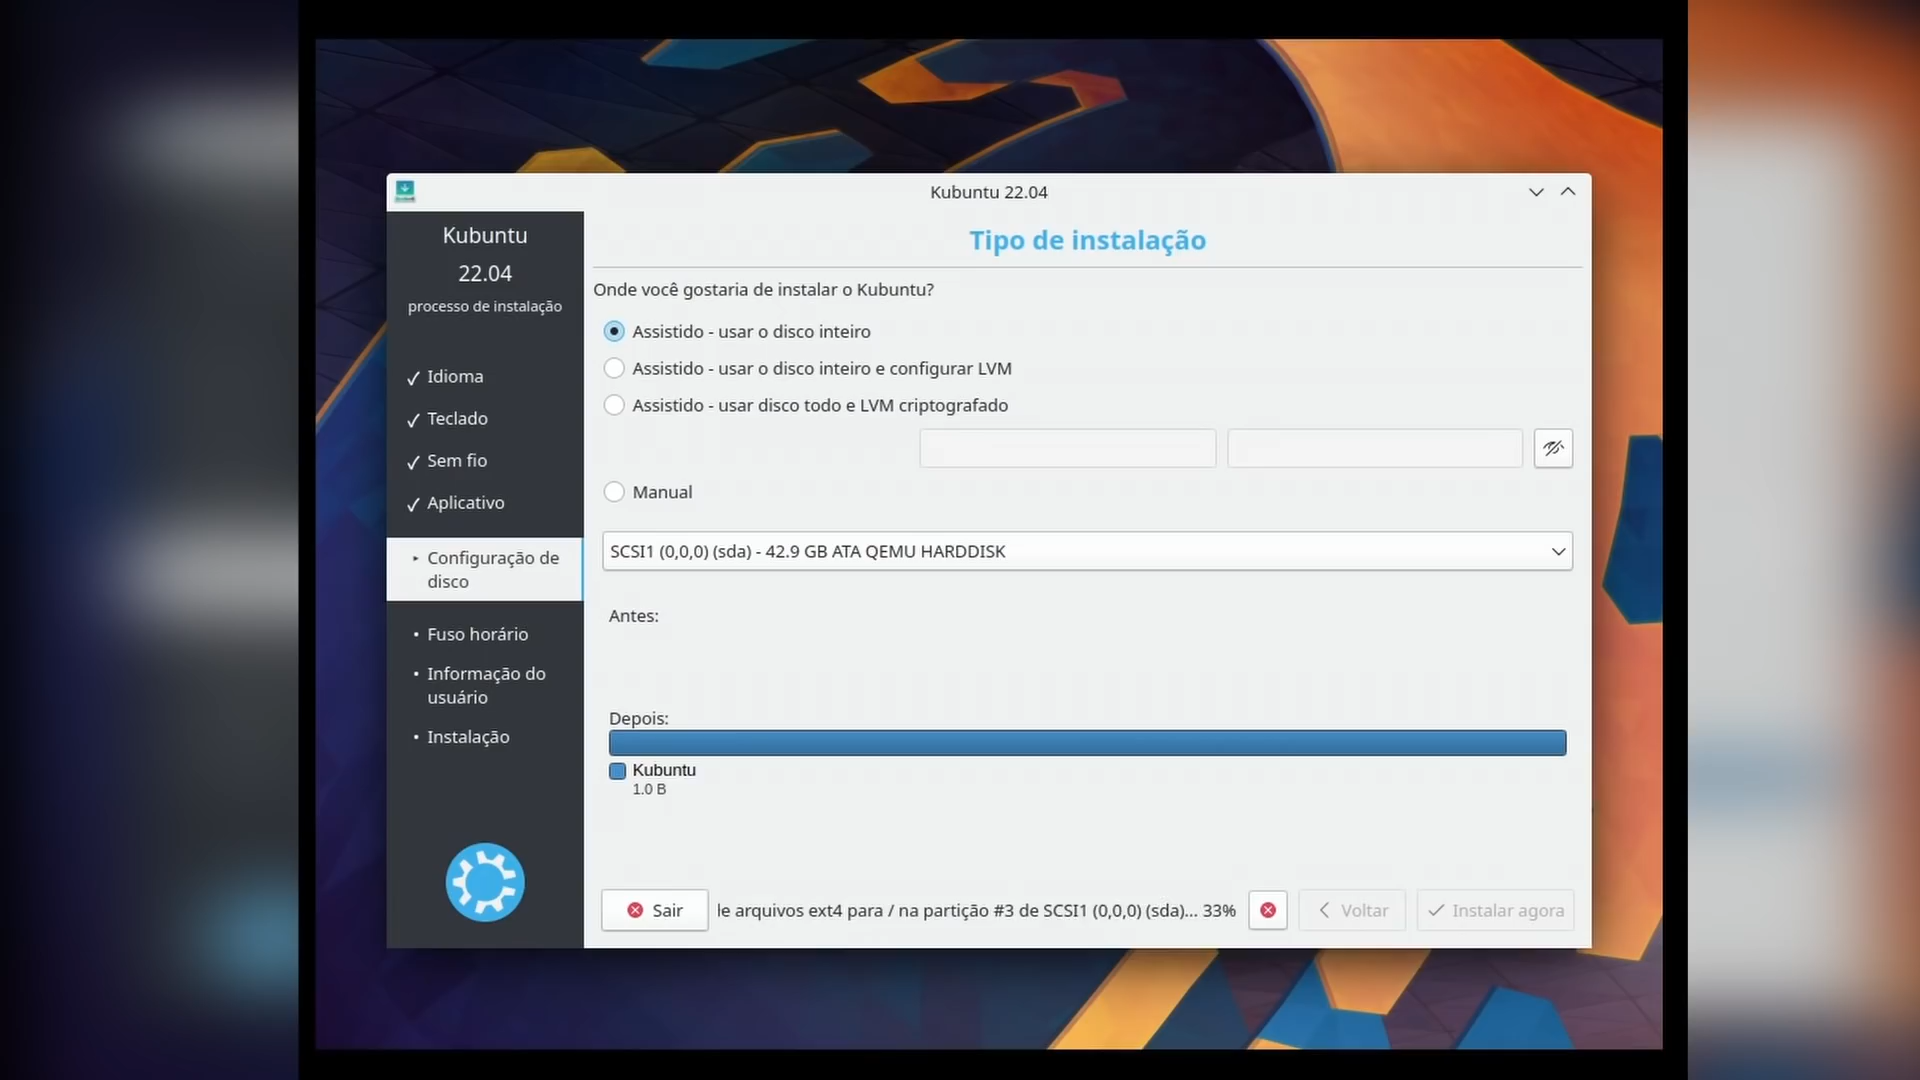 Kubuntu 22.04
Kubuntu
22.04
processo de instalação
Idioma
Teclado
Sem fio
Aplicativo
Configuração de
disco
Fuso horário
Informação do
usuário
Instalação
Tipo de instalação
Onde você gostaria de instalar o Kubuntu?
Assistido - usar o disco inteiro
Assistido - usar o disco inteiro e configurar LVM
Assistido - usar disco todo e LVM criptografado
Manual
SCSI1 (0,0,0) (sda) - 42.9 GB ATA QEMU HARDDISK
Antes:
Depois:
Kubuntu
1.0 B
Sair
le arquivos ext4 para / na partição #3 de SCSI1 (0,0,0) (sda)... 33%
Voltar
Instalar agora